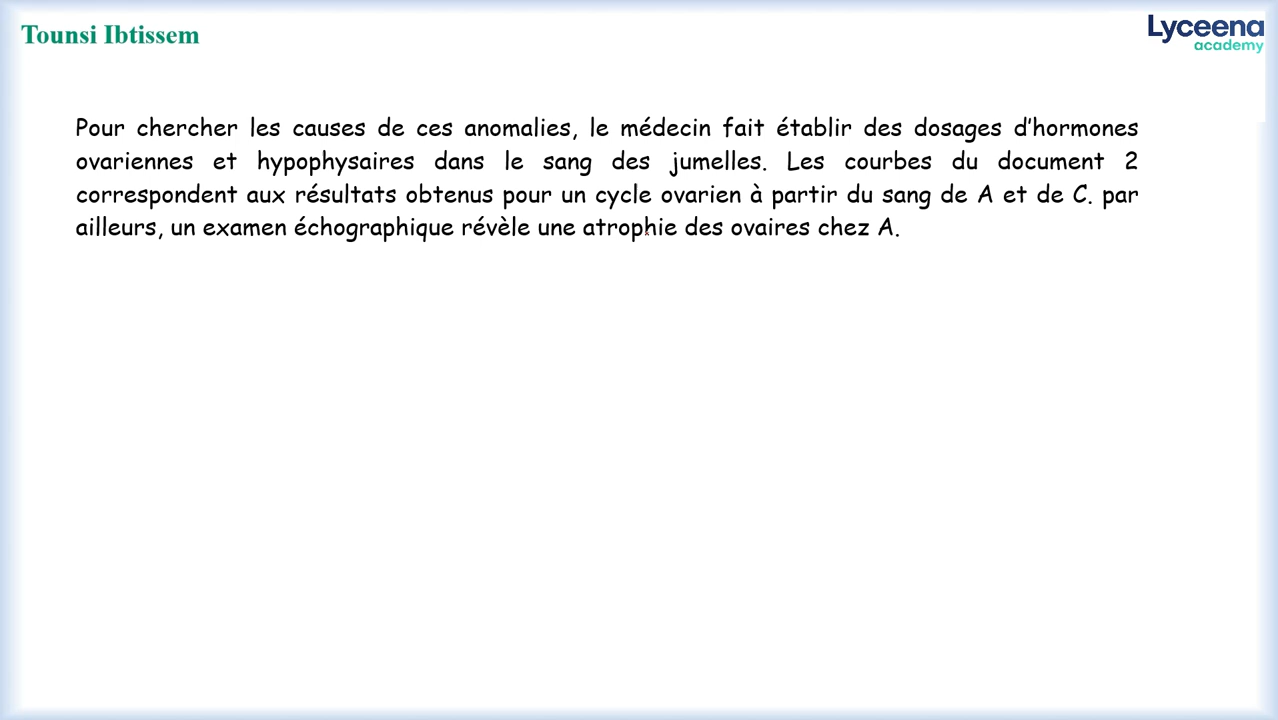 Tounsi Ibtissem
Lyceena
academy
Pour chercher les causes de ces anomalies, le médecin fait établir des dosages d'hormones
ovariennes et hypophysaires dans le sang des jumelles. Les courbes du document 2
correspondent aux résultats obtenus pour un cycle ovarien à partir du sang de A et de C. par
ailleurs, un examen échographique révèle une atrophie des ovaires chez A.